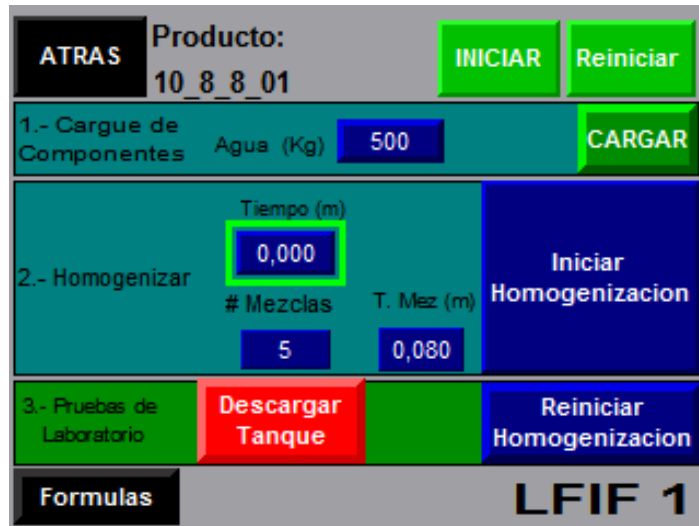 ATRAS
Producto:
10_8_8_01
INICIAR
Reiniciar
1.- Cargue de
Componentes
Agua (Kg)
500
CARGAR
2.- Homogenizar
Tiempo (m)
0,000
# Mezclas
5
T. Mez (m)
0,080
Iniciar
Homogenizacion
3.- Pruebas de
Laboratorio
Descargar
Tanque
Reiniciar
Homogenizacion
Formulas
LFIF 1